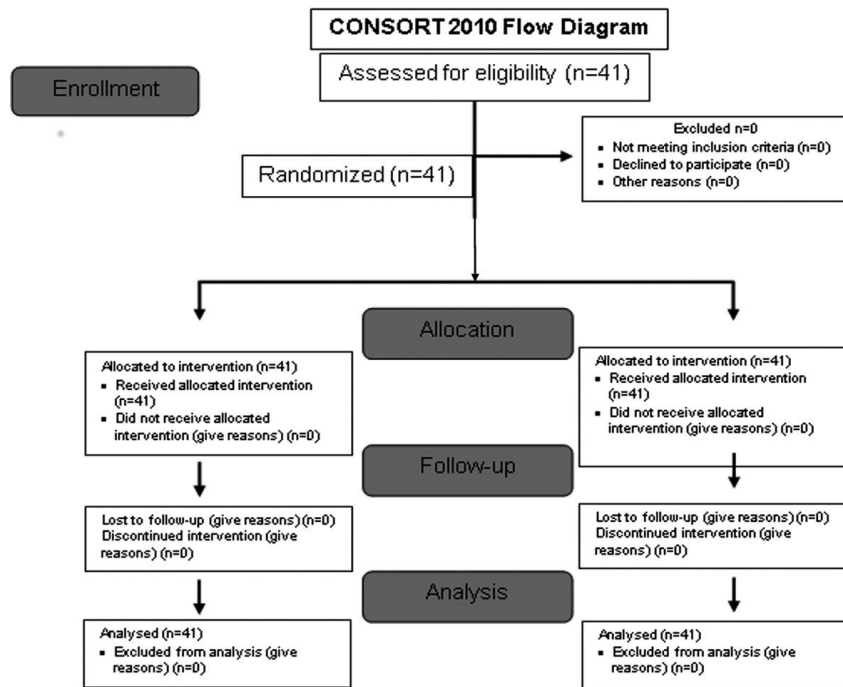 CONSORT 2010 Flow Diagram
Assessed for eligibility (n=41)
Enrollment
Excluded n=0
▪ Not meeting inclusion criteria (n=0)
▪ Declined to participate (n=0)
▪ Other reasons (n=0)
Randomized (n=41)
Allocation
Allocated to intervention (n=41)
▪ Received allocated intervention
(n=41)
▪ Did not receive allocated
intervention (give reasons) (n=0)
Allocated to intervention (n=41)
▪ Received allocated intervention
(n=41)
▪ Did not receive allocated
intervention (give reasons) (n=0)
Follow-up
Lost to follow-up (give reasons) (n=0)
Discontinued intervention (give
reasons) (n=0)
Lost to follow-up (give reasons) (n=0)
Discontinued intervention (give
reasons) (n=0)
Analysis
Analysed (n=41)
▪ Excluded from analysis (give
reasons) (n=0)
Analysed (n=41)
▪ Excluded from analysis (give
reasons) (n=0)